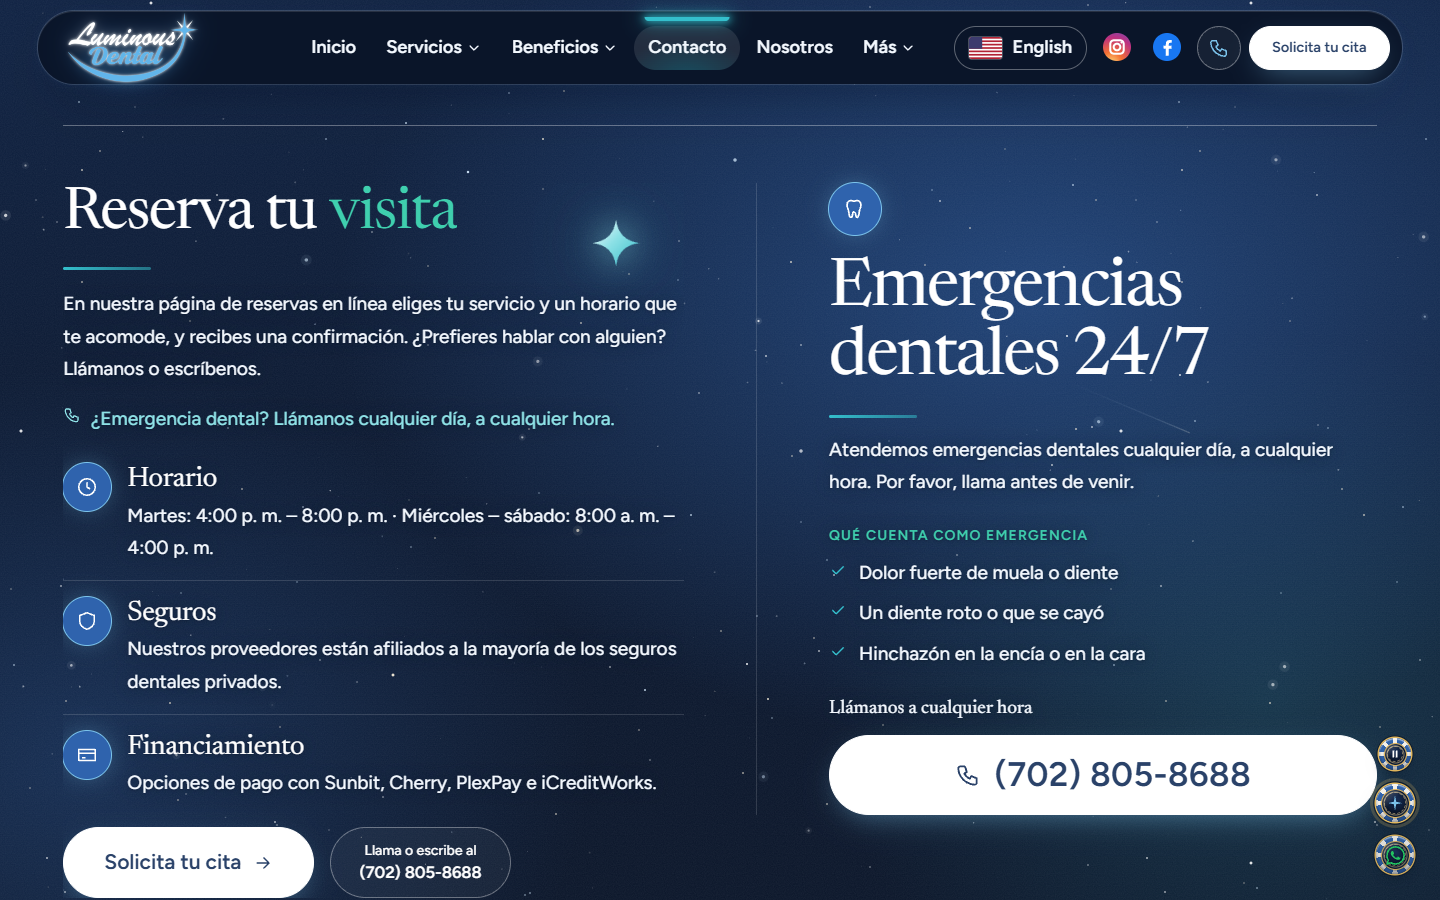 Luminous
Dental
Inicio
Servicios
Beneficios
Contacto
Nosotros
Más
English
Solicita tu cita
Reserva tu visita
En nuestra página de reservas en línea eliges tu servicio y un horario que
te acomode, y recibes una confirmación. ¿Prefieres hablar con alguien?
Llámanos o escríbenos.
¿Emergencia dental? Llámanos cualquier día, a cualquier hora.
Horario
Martes: 4:00 p. m. – 8:00 p. m. · Miércoles – sábado: 8:00 a. m. –
4:00 p. m.
Seguros
Nuestros proveedores están afiliados a la mayoría de los seguros
dentales privados.
Financiamiento
Opciones de pago con Sunbit, Cherry, PlexPay e iCreditWorks.
Solicita tu cita
Llama o escribe al
(702) 805-8688
Emergencias
dentales 24/7
Atendemos emergencias dentales cualquier día, a cualquier
hora. Por favor, llama antes de venir.
QUÉ CUENTA COMO EMERGENCIA
Dolor fuerte de muela o diente
Un diente roto o que se cayó
Hinchazón en la encía o en la cara
Llámanos a cualquier hora
(702) 805-8688